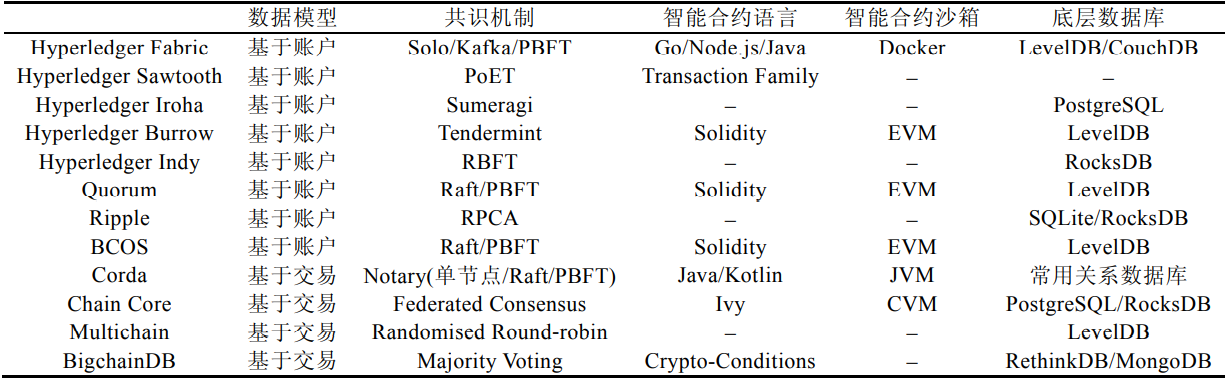 数据模型 共识机制 智能合约语言 智能合约沙箱 底层数据库
Hyperledger Fabric 基于账户 Solo/Kafka/PBFT Go/Node.js/Java Docker LevelDB/CouchDB
Hyperledger Sawtooth 基于账户 PoET Transaction Family – –
Hyperledger Iroha 基于账户 Sumeragi – – PostgreSQL
Hyperledger Burrow 基于账户 Tendermint Solidity EVM LevelDB
Hyperledger Indy 基于账户 RBFT – – RocksDB
Quorum 基于账户 Raft/PBFT Solidity EVM LevelDB
Ripple 基于账户 RPCA – – SQLite/RocksDB
BCOS 基于账户 Raft/PBFT Solidity EVM LevelDB
Corda 基于交易 Notary(单节点/Raft/PBFT) Java/Kotlin JVM 常用关系数据库
Chain Core 基于交易 Federated Consensus Ivy CVM PostgreSQL/RocksDB
Multichain 基于交易 Randomised Round-robin – – LevelDB
BigchainDB 基于交易 Majority Voting Crypto-Conditions – RethinkDB/MongoDB